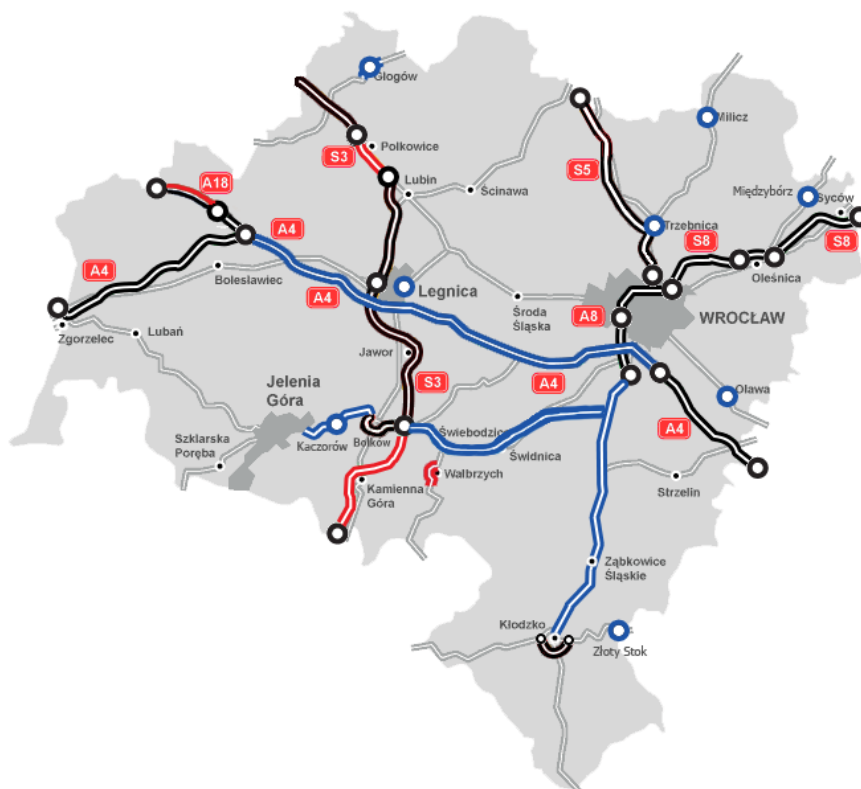 Głogów
Milicz
S3
Polkowice
S5
Międzybórz
Syców
A18
Lubin
Ścinawa
Trzebnica
A4
S8
S8
A4
Bolesławiec
Oleśnica
Legnica
A4
Środa
Śląska
A8
WROCŁAW
Zgorzelec
Lubań
Jawor
Jelenia
Góra
S3
A4
Oława
Szklarska
Poręba
Kaczorów
Bolków
Świebodzic
Świdnica
A4
Wałbrzych
Kamienna
Góra
Strzelin
Ząbkowice
Śląskie
Kłodzko
Złoty Stok